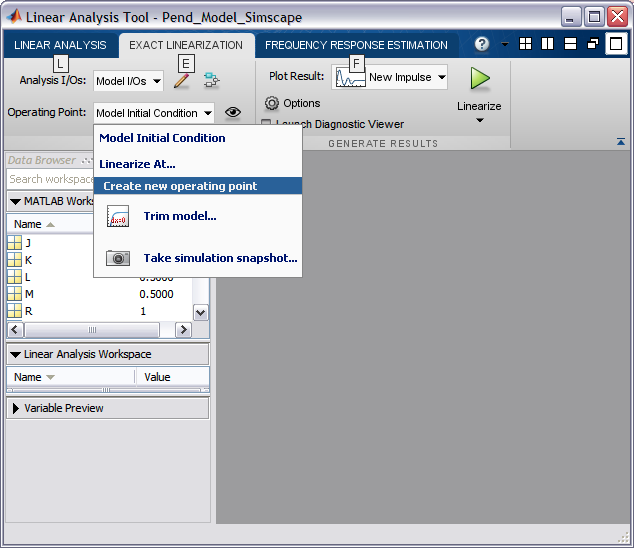 Linear Analysis Tool - Pend_Model_Simscape
LINEAR ANALYSIS EXACT LINEARIZATION FREQUENCY RESPONSE ESTIMATION
L E F
Analysis I/Os: Model I/Os Plot Result: New Impulse
Options
Operating Point: Model Initial Condition Linearize
Launch Diagnostic Viewer
GENERATE RESULTS
Model Initial Condition
Linearize At...
Create new operating point
Trim model...
Take simulation snapshot...
Data Browser
Search workspa
MATLAB Works
Name
J
K
L 0.5000
M 0.5000
R 1
Linear Analysis Workspace
Name Value
Variable Preview